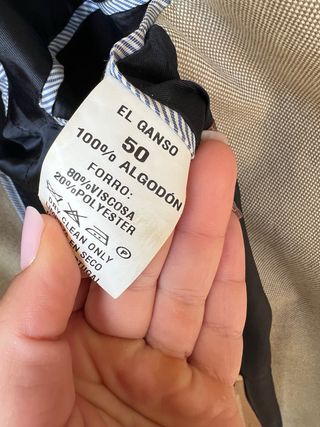 EL GANSO
50
100% ALGODÓN
FORRO:
80%VISCOSA
20%POLYESTER
P
DRY CLEAN ONLY
EN SECO